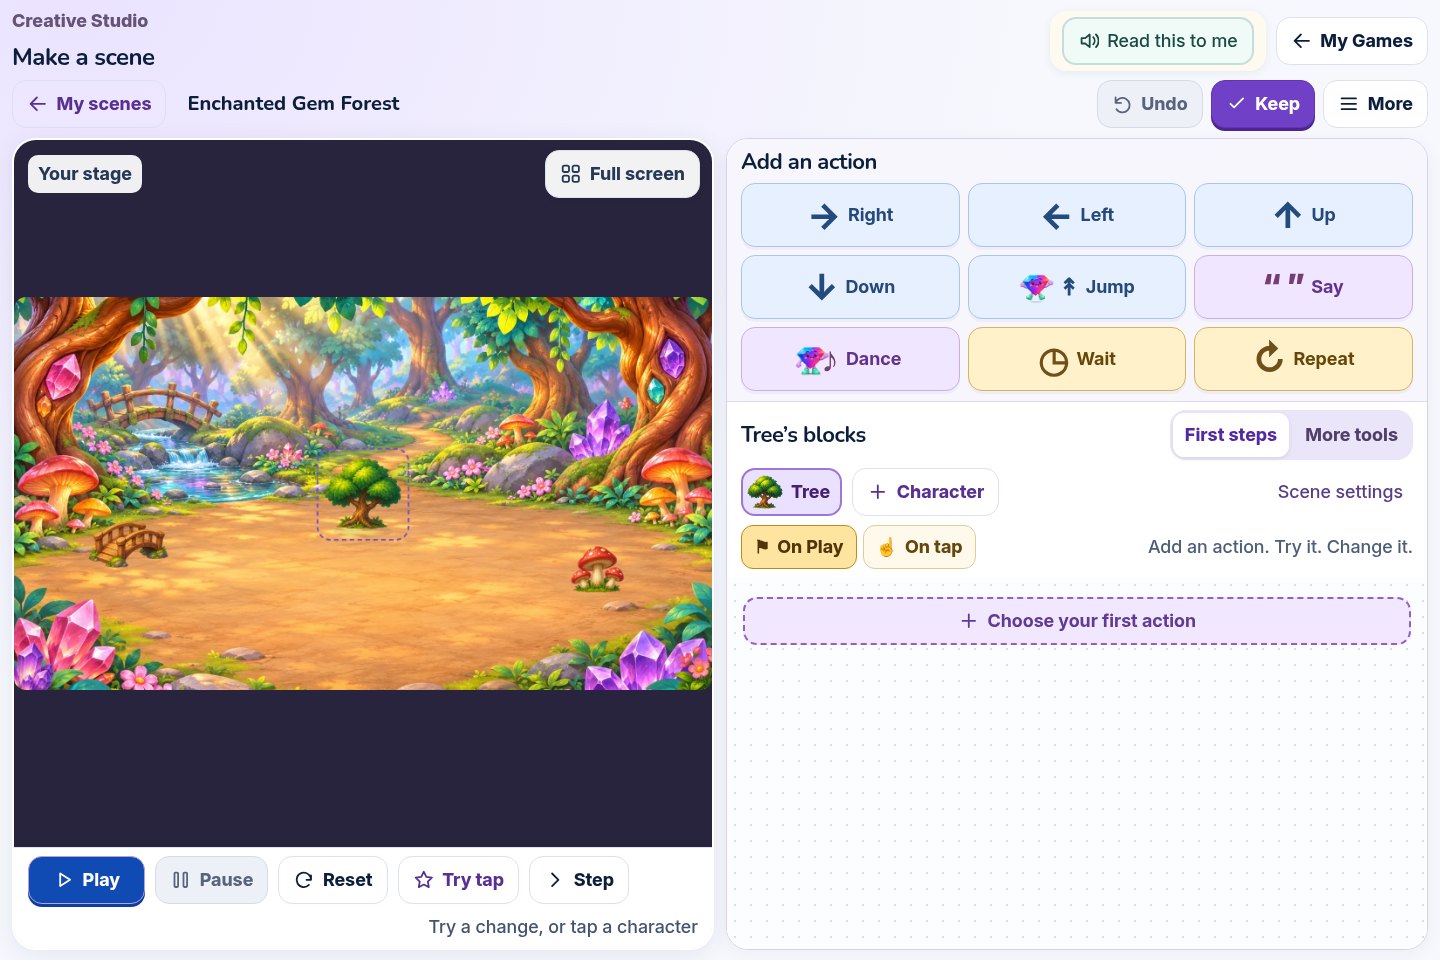 Creative Studio
Make a scene
Read this to me
My Games
My scenes
Enchanted Gem Forest
Undo
Keep
More
Your stage
Full screen
Add an action
Right
Left
Up
Down
Jump
Say
Dance
Wait
Repeat
Tree’s blocks
First steps
More tools
Tree
Character
Scene settings
On Play
On tap
Add an action. Try it. Change it.
Choose your first action
Play
Pause
Reset
Try tap
Step
Try a change, or tap a character